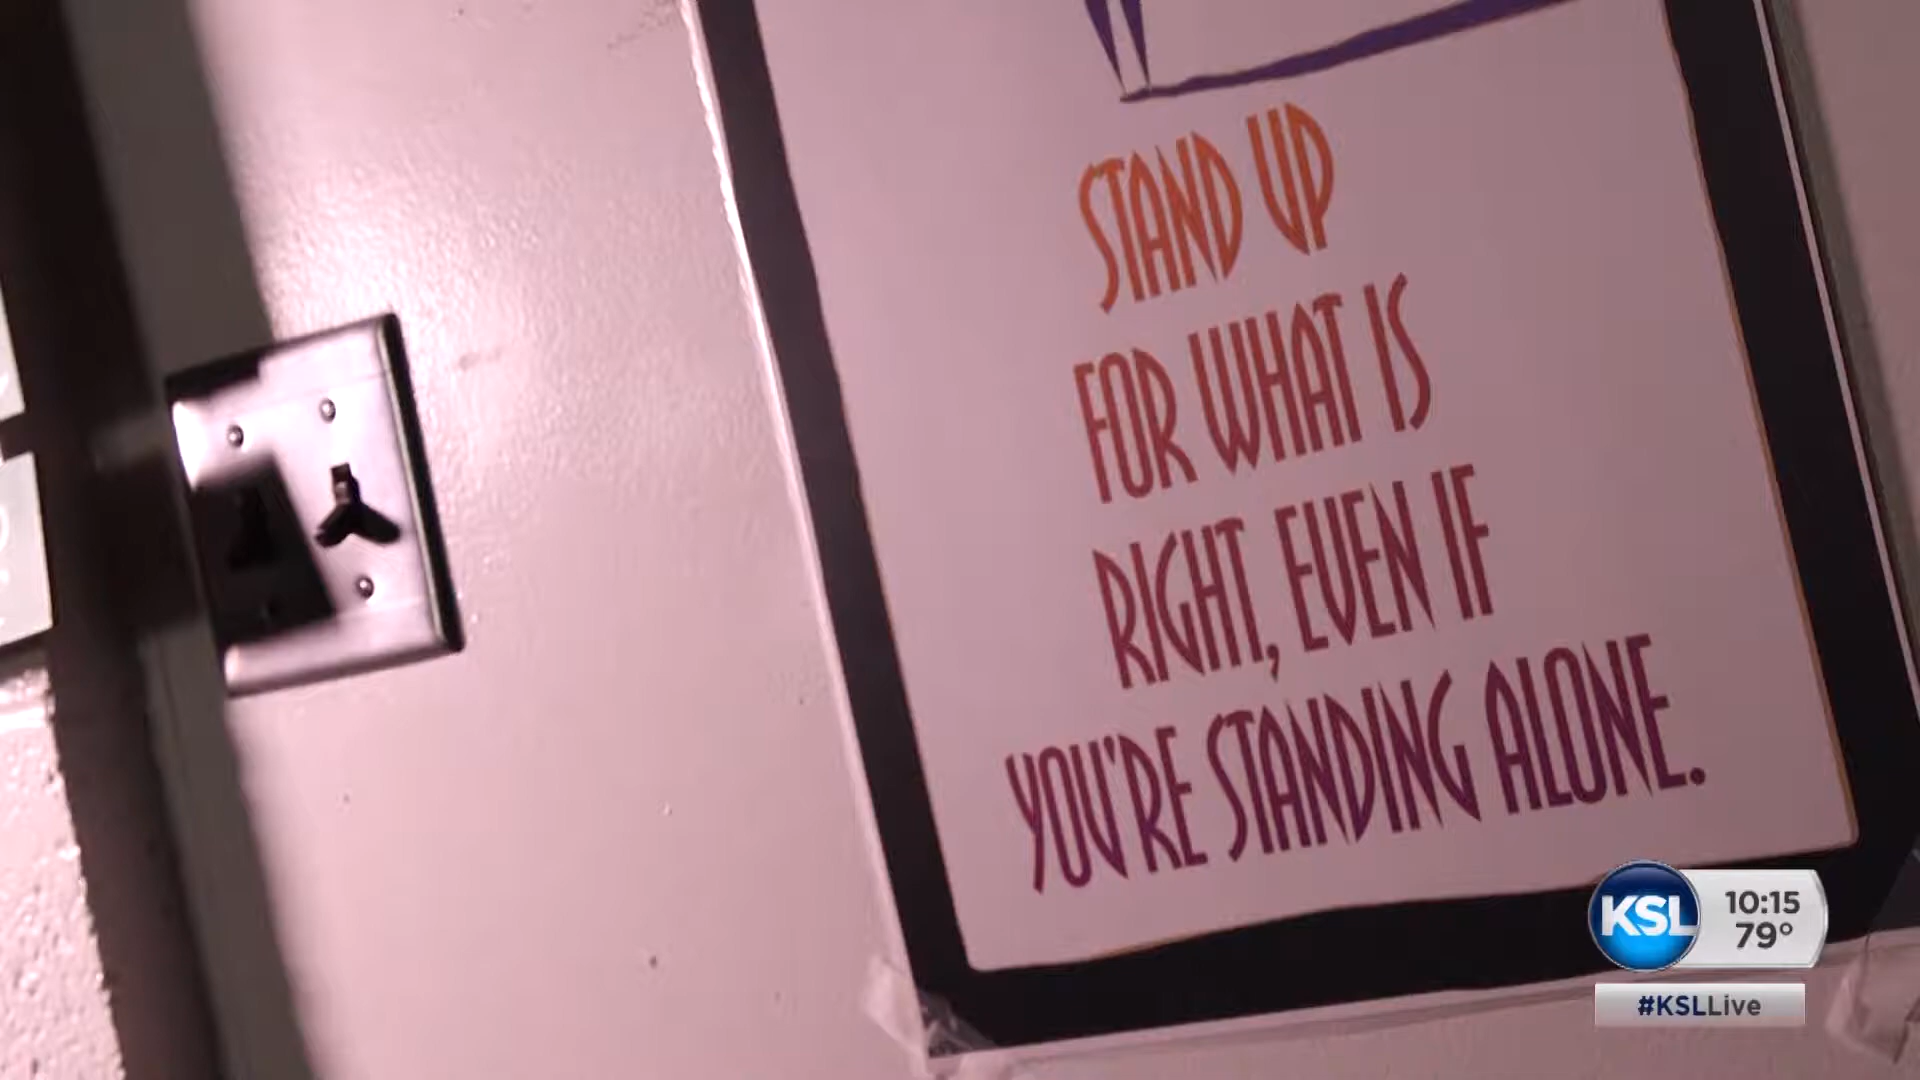 STAND UP
FOR WHAT IS
RIGHT, EVEN IF
YOU'RE STANDING ALONE.
KSL
10:15
79°
#KSLLive